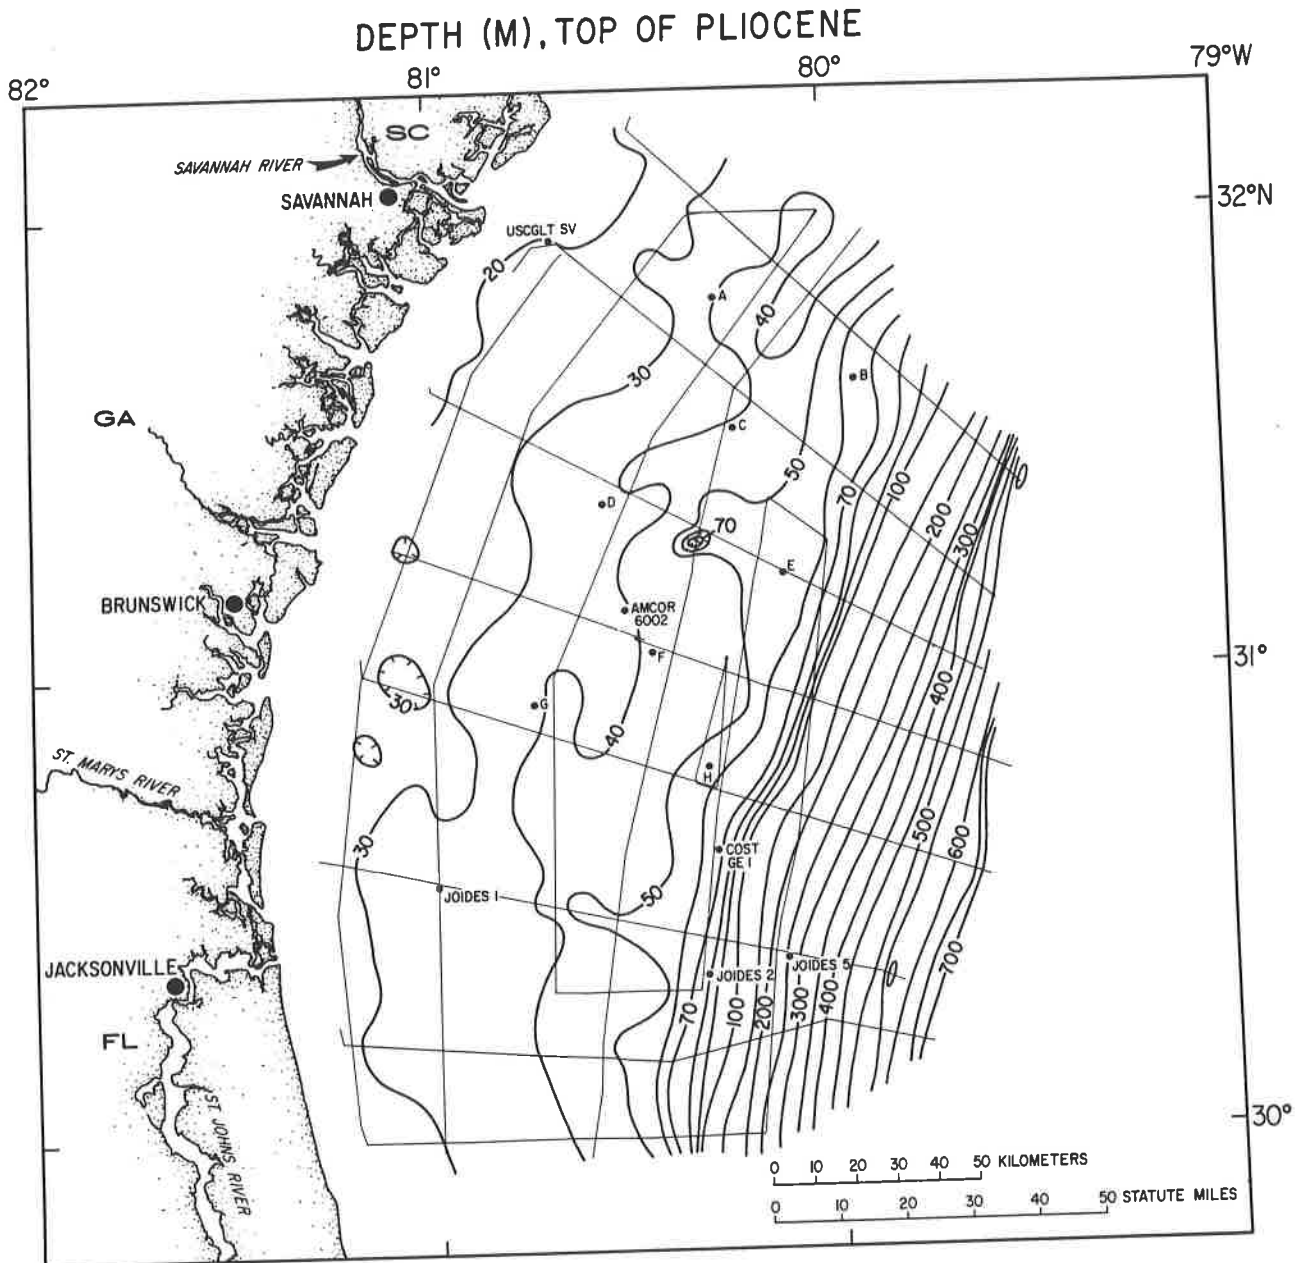 DEPTH (M), TOP OF PLIOCENE
82°
81°
80°
79°W
SC
SAVANNAH RIVER
SAVANNAH
32°N
USCGLT SV
20
A
40
30
B
GA
C
50
70
100
D
200
70
300
E
BRUNSWICK
AMCOR
6002
31°
F
400
30
G
40
ST. MARYS RIVER
H
500
600
30
COST
GE I
50
JOIDES I
700
JACKSONVILLE
JOIDES 2
JOIDES 5
70
100
200
300
400
FL
ST. JOHNS RIVER
30°
0 10 20 30 40 50 KILOMETERS
0 10 20 30 40 50 STATUTE MILES